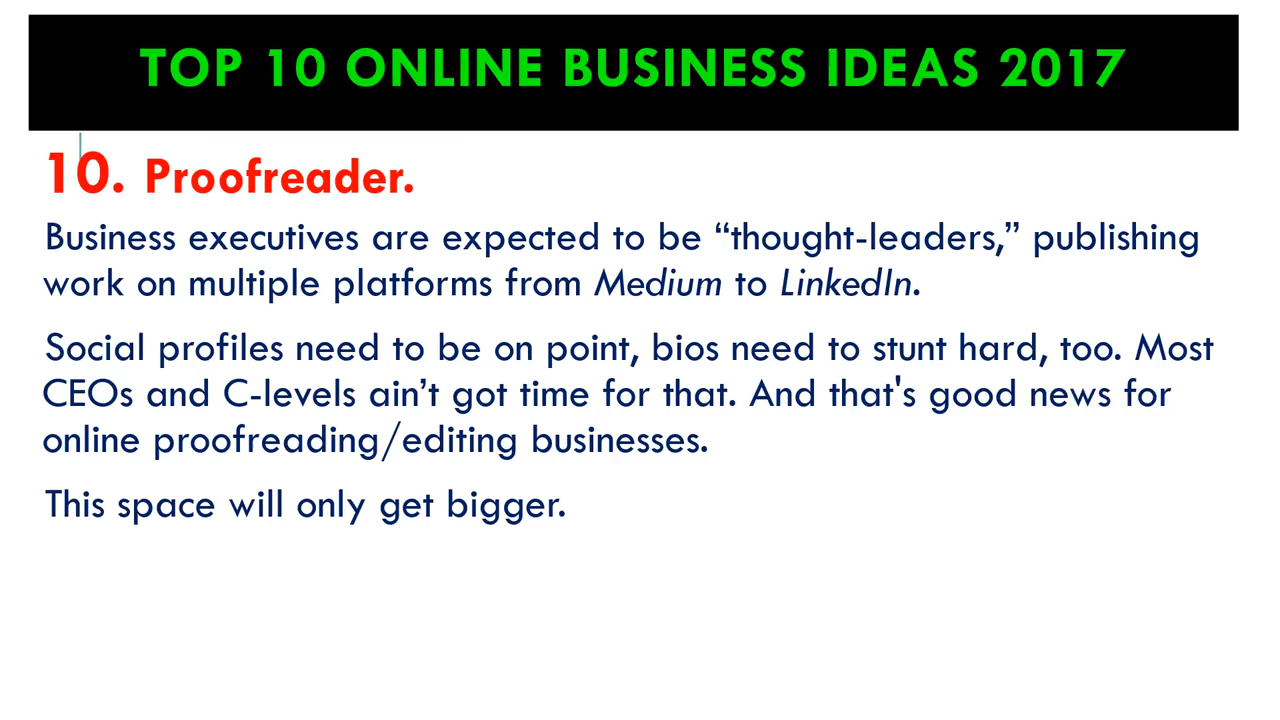 TOP 10 ONLINE BUSINESS IDEAS 2017
10. Proofreader.
Business executives are expected to be “thought-leaders,” publishing
work on multiple platforms from Medium to LinkedIn.
Social profiles need to be on point, bios need to stunt hard, too. Most
CEOs and C-levels ain’t got time for that. And that's good news for
online proofreading/editing businesses.
This space will only get bigger.